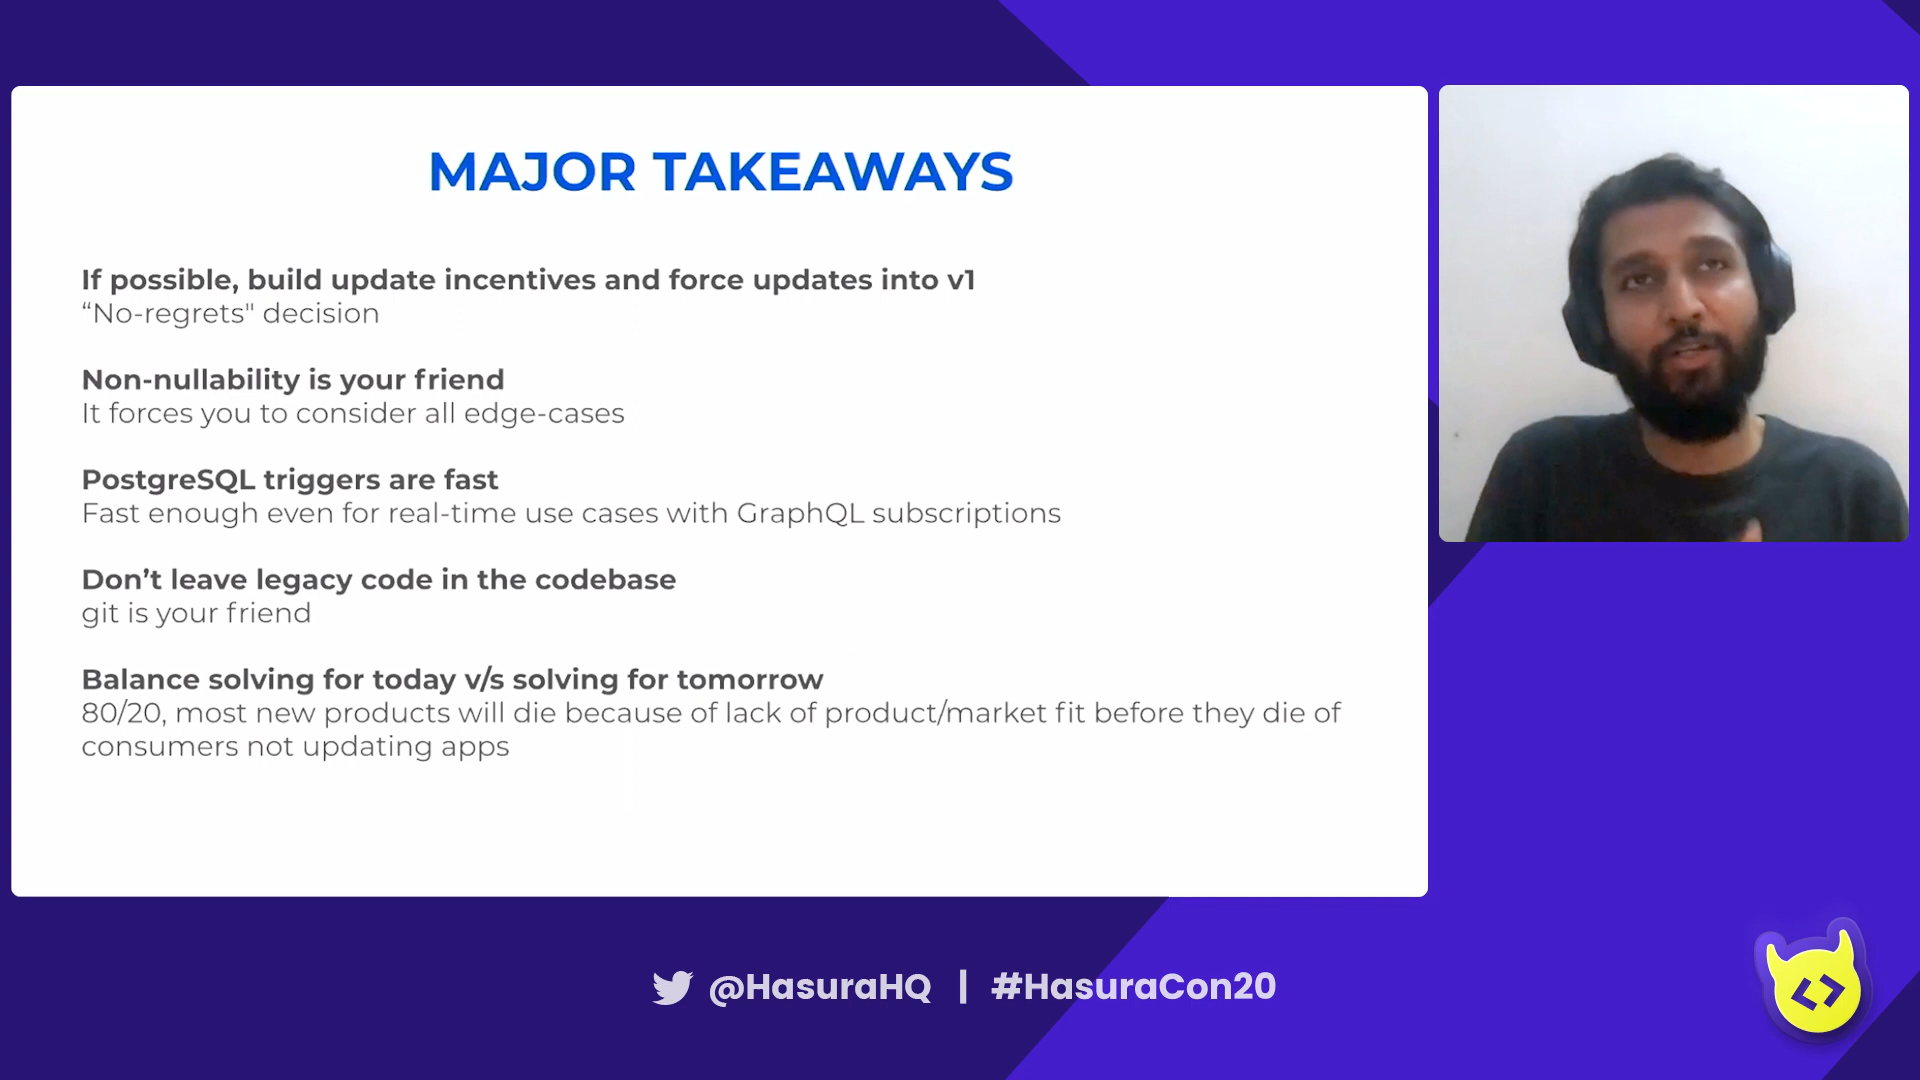 MAJOR TAKEAWAYS
If possible, build update incentives and force updates into v1
“No-regrets" decision
Non-nullability is your friend
It forces you to consider all edge-cases
PostgreSQL triggers are fast
Fast enough even for real-time use cases with GraphQL subscriptions
Don’t leave legacy code in the codebase
git is your friend
Balance solving for today v/s solving for tomorrow
80/20, most new products will die because of lack of product/market fit before they die of
consumers not updating apps
@HasuraHQ | #HasuraCon20